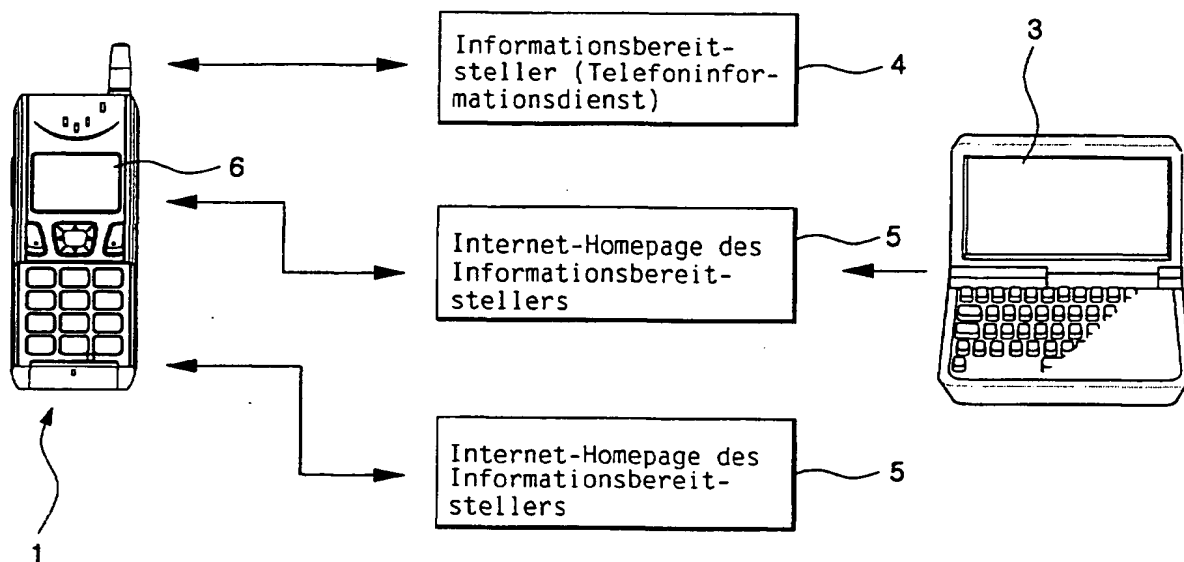 Informationsbereit-
steller (Telefoninfor-
mationsdienst)
4
3
6
Internet-Homepage des
Informationsbereit-
stellers
5
Internet-Homepage des
Informationsbereit-
stellers
5
1